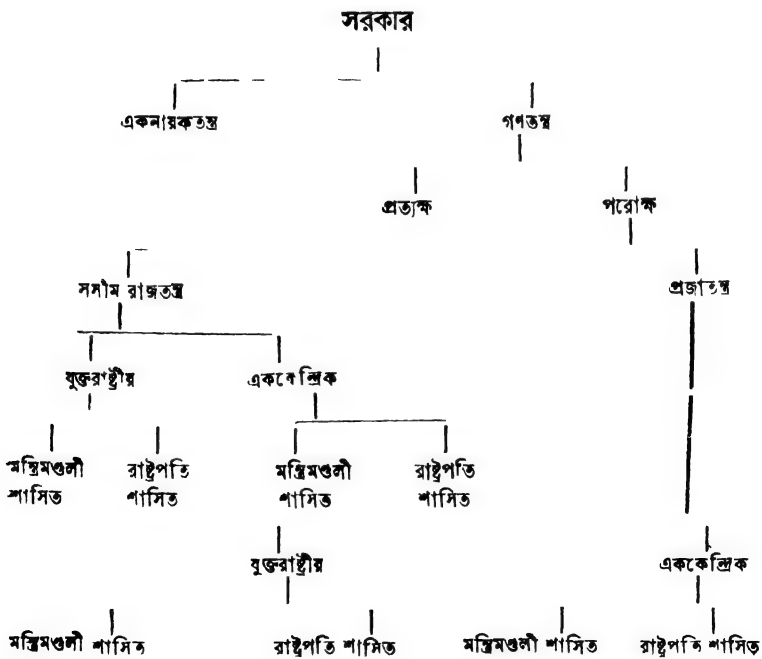 সরকার
একনায়কতন্ত্র গণতন্ত্র
প্রত্যক্ষ পরোক্ষ
সসীম রাজতন্ত্র প্রজাতন্ত্র
যুক্তরাষ্ট্রীয় এককেন্দ্রিক
মন্ত্রিমণ্ডলী রাষ্ট্রপতি মন্ত্রিমণ্ডলী রাষ্ট্রপতি
শাসিত শাসিত শাসিত শাসিত
যুক্তরাষ্ট্রীয় এককেন্দ্রিক
মন্ত্রিমণ্ডলী শাসিত রাষ্ট্রপতি শাসিত মন্ত্রিমণ্ডলী শাসিত রাষ্ট্রপতি শাসিত